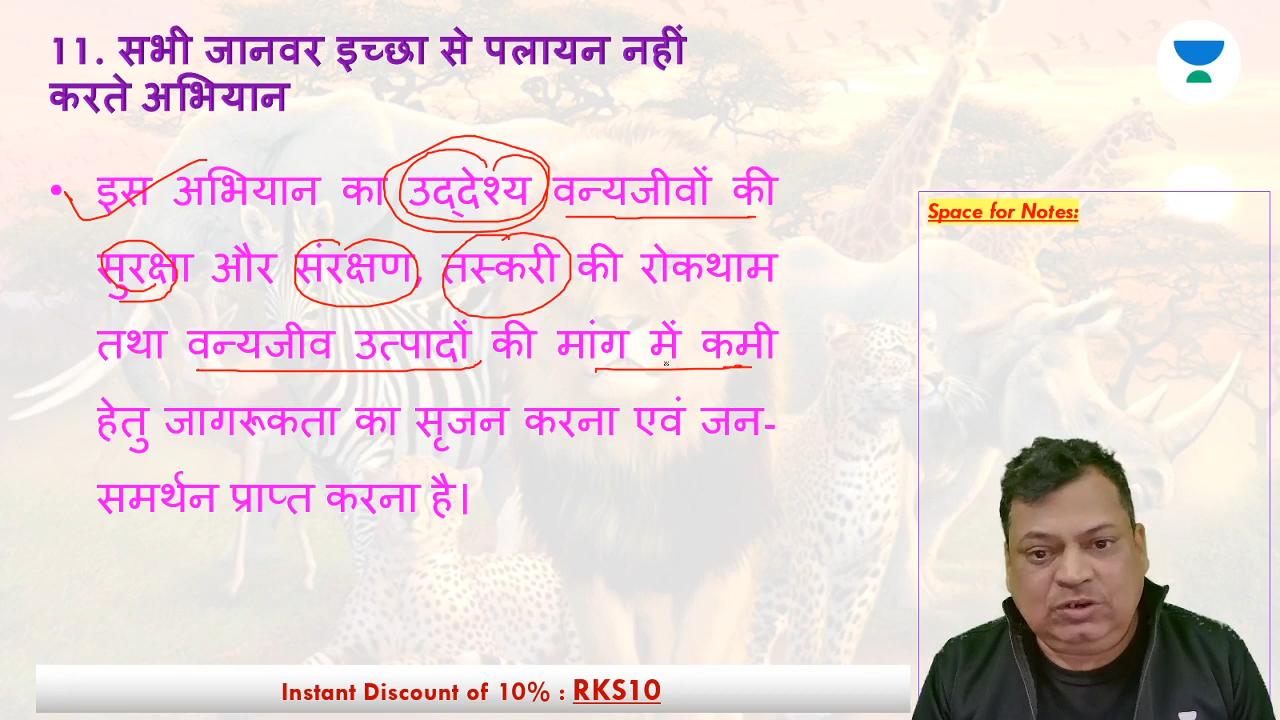 11. सभी जानवर इच्छा से पलायन नहीं
करते अभियान
• इस अभियान का उद्देश्य वन्यजीवों की
सुरक्षा और संरक्षण, तस्करी की रोकथाम
तथा वन्यजीव उत्पादों की मांग में कमी
हेतु जागरूकता का सृजन करना एवं जन-
समर्थन प्राप्त करना है।
Space for Notes:
Instant Discount of 10% : RKS10